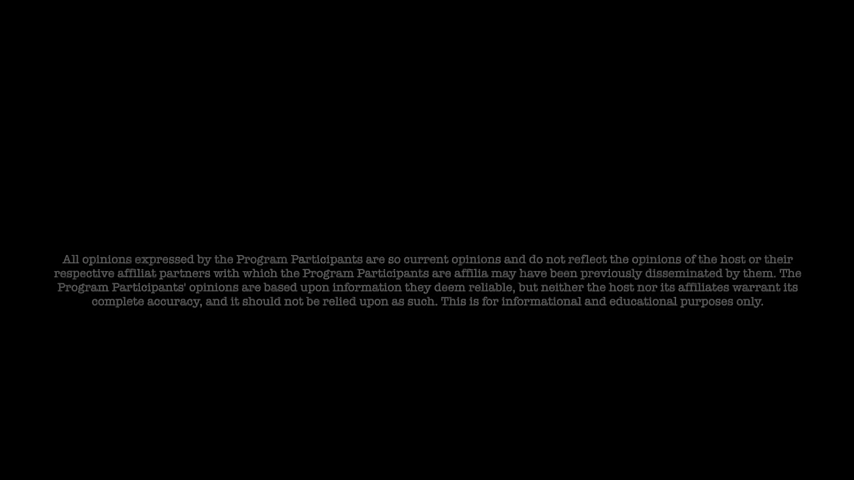 All opinions expressed by the Program Participants are so current opinions and do not reflect the opinions of the host or their
respective affiliat partners with which the Program Participants are affilia may have been previously disseminated by them. The
Program Participants' opinions are based upon information they deem reliable, but neither the host nor its affiliates warrant its
complete accuracy, and it should not be relied upon as such. This is for informational and educational purposes only.